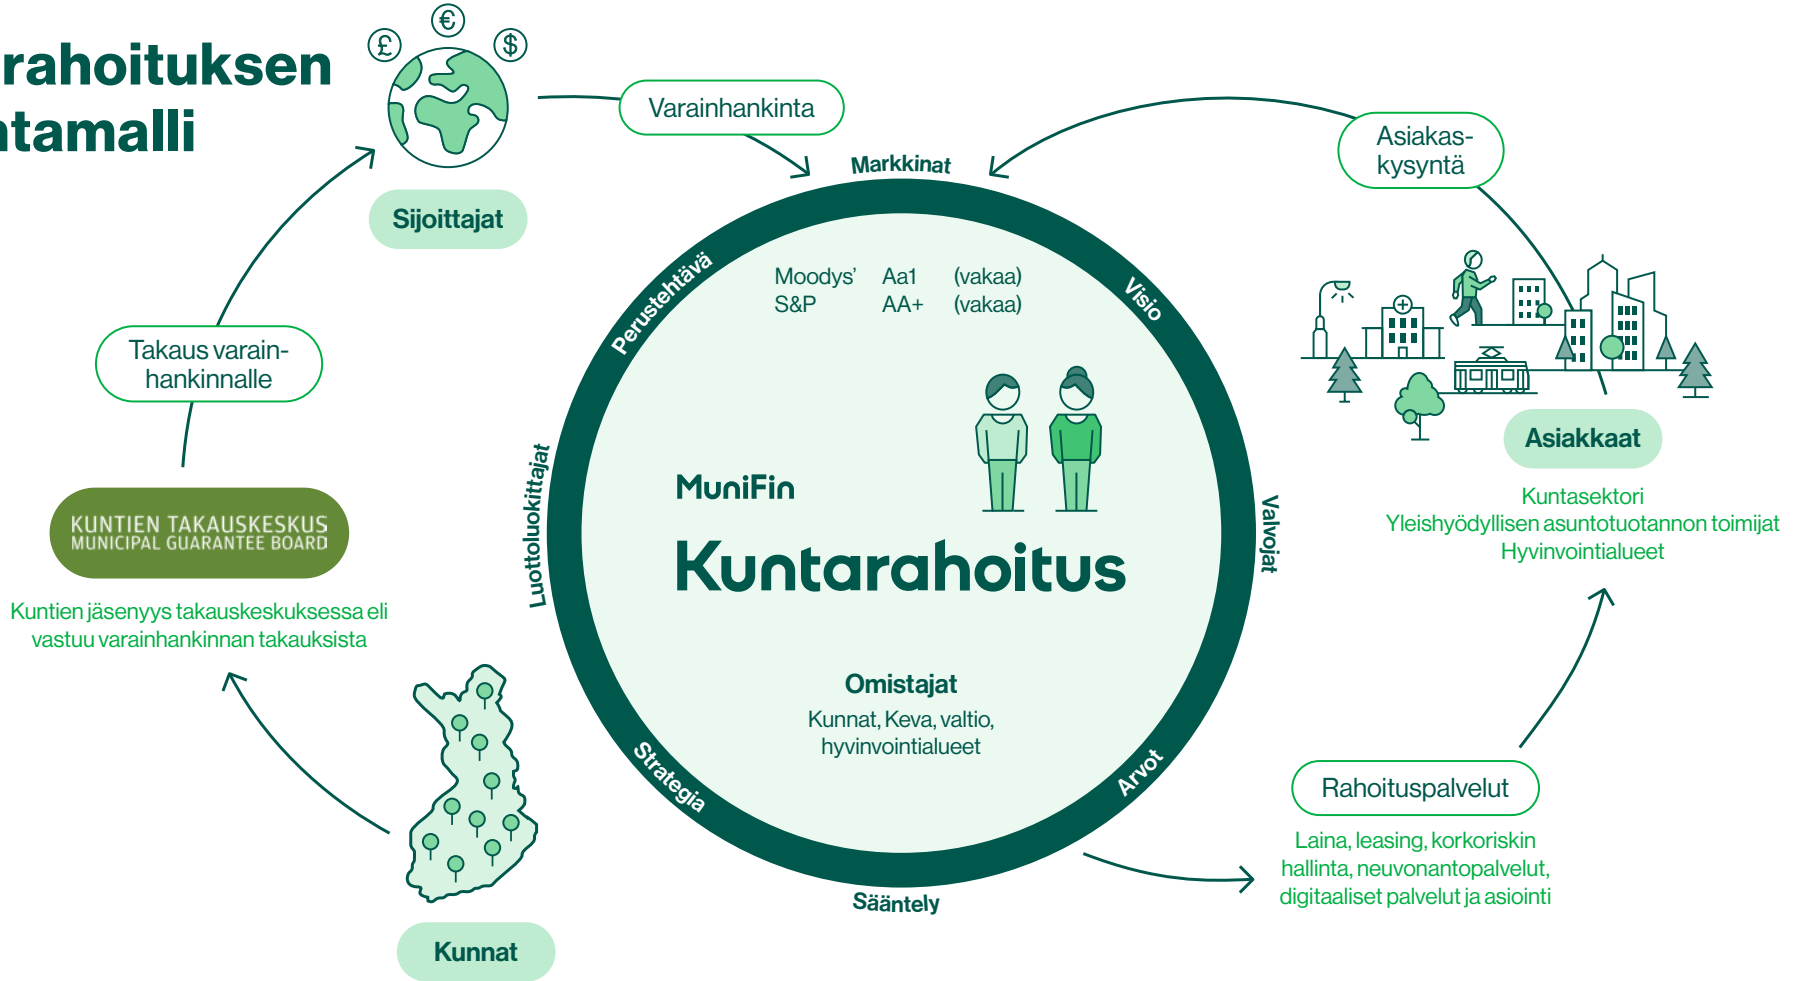 rahoituksen
ntamalli
£
€
$
Sijoittajat
Varainhankinta
Asiakas-
kysyntä
Takaus varain-
hankinnalle
KUNTIEN TAKAUSKESKUS
MUNICIPAL GUARANTEE BOARD
Kuntien jäsenyys takauskeskuksessa eli
vastuu varainhankinnan takauksista
Kunnat
Markkinat
Luottoluokittajat
Valvojat
Sääntely
Perustehtävä
Visio
Strategia
Arvot
Moodys' Aa1 (vakaa)
S&P AA+ (vakaa)
MuniFin
Kuntarahoitus
Omistajat
Kunnat, Keva, valtio,
hyvinvointialueet
Asiakkaat
Kuntasektori
Yleishyödyllisen asuntotuotannon toimijat
Hyvinvointialueet
Rahoituspalvelut
Laina, leasing, korkoriskin
hallinta, neuvonantopalvelut,
digitaaliset palvelut ja asiointi